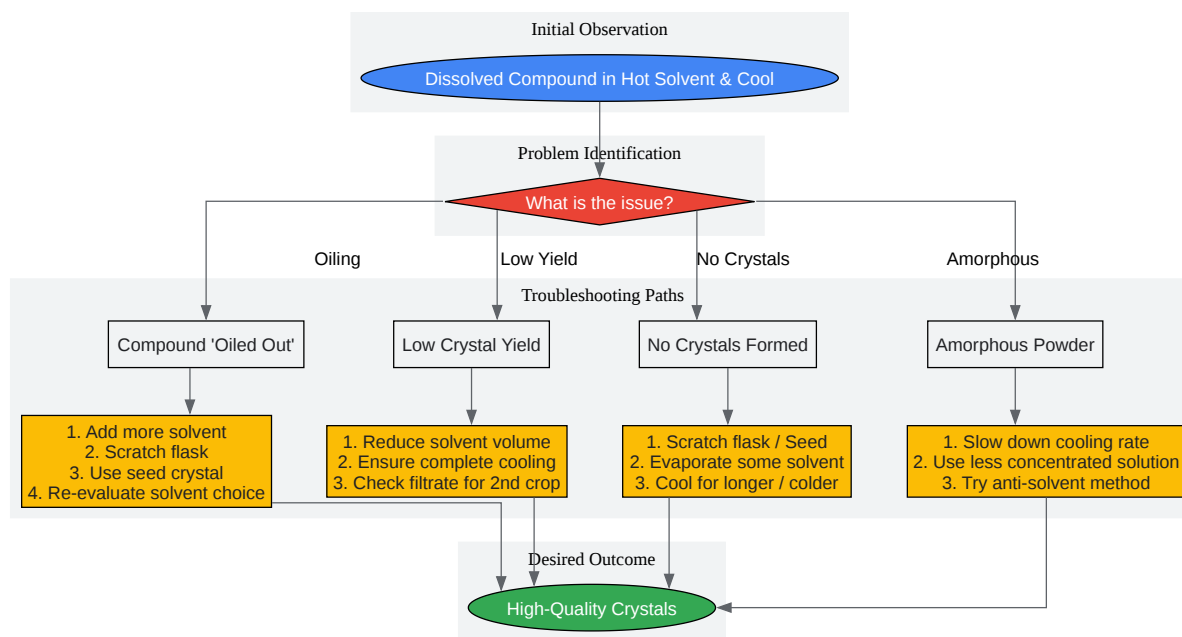 Initial Observation
Dissolved Compound in Hot Solvent & Cool
Problem Identification
What is the issue?
Oiling
Low Yield
No Crystals
Amorphous
Troubleshooting Paths
Compound 'Oiled Out'
Low Crystal Yield
No Crystals Formed
Amorphous Powder
1. Add more solvent
2. Scratch flask
3. Use seed crystal
4. Re-evaluate solvent choice
1. Reduce solvent volume
2. Ensure complete cooling
3. Check filtrate for 2nd crop
1. Scratch flask / Seed
2. Evaporate some solvent
3. Cool for longer / colder
1. Slow down cooling rate
2. Use less concentrated solution
3. Try anti-solvent method
Desired Outcome
High-Quality Crystals